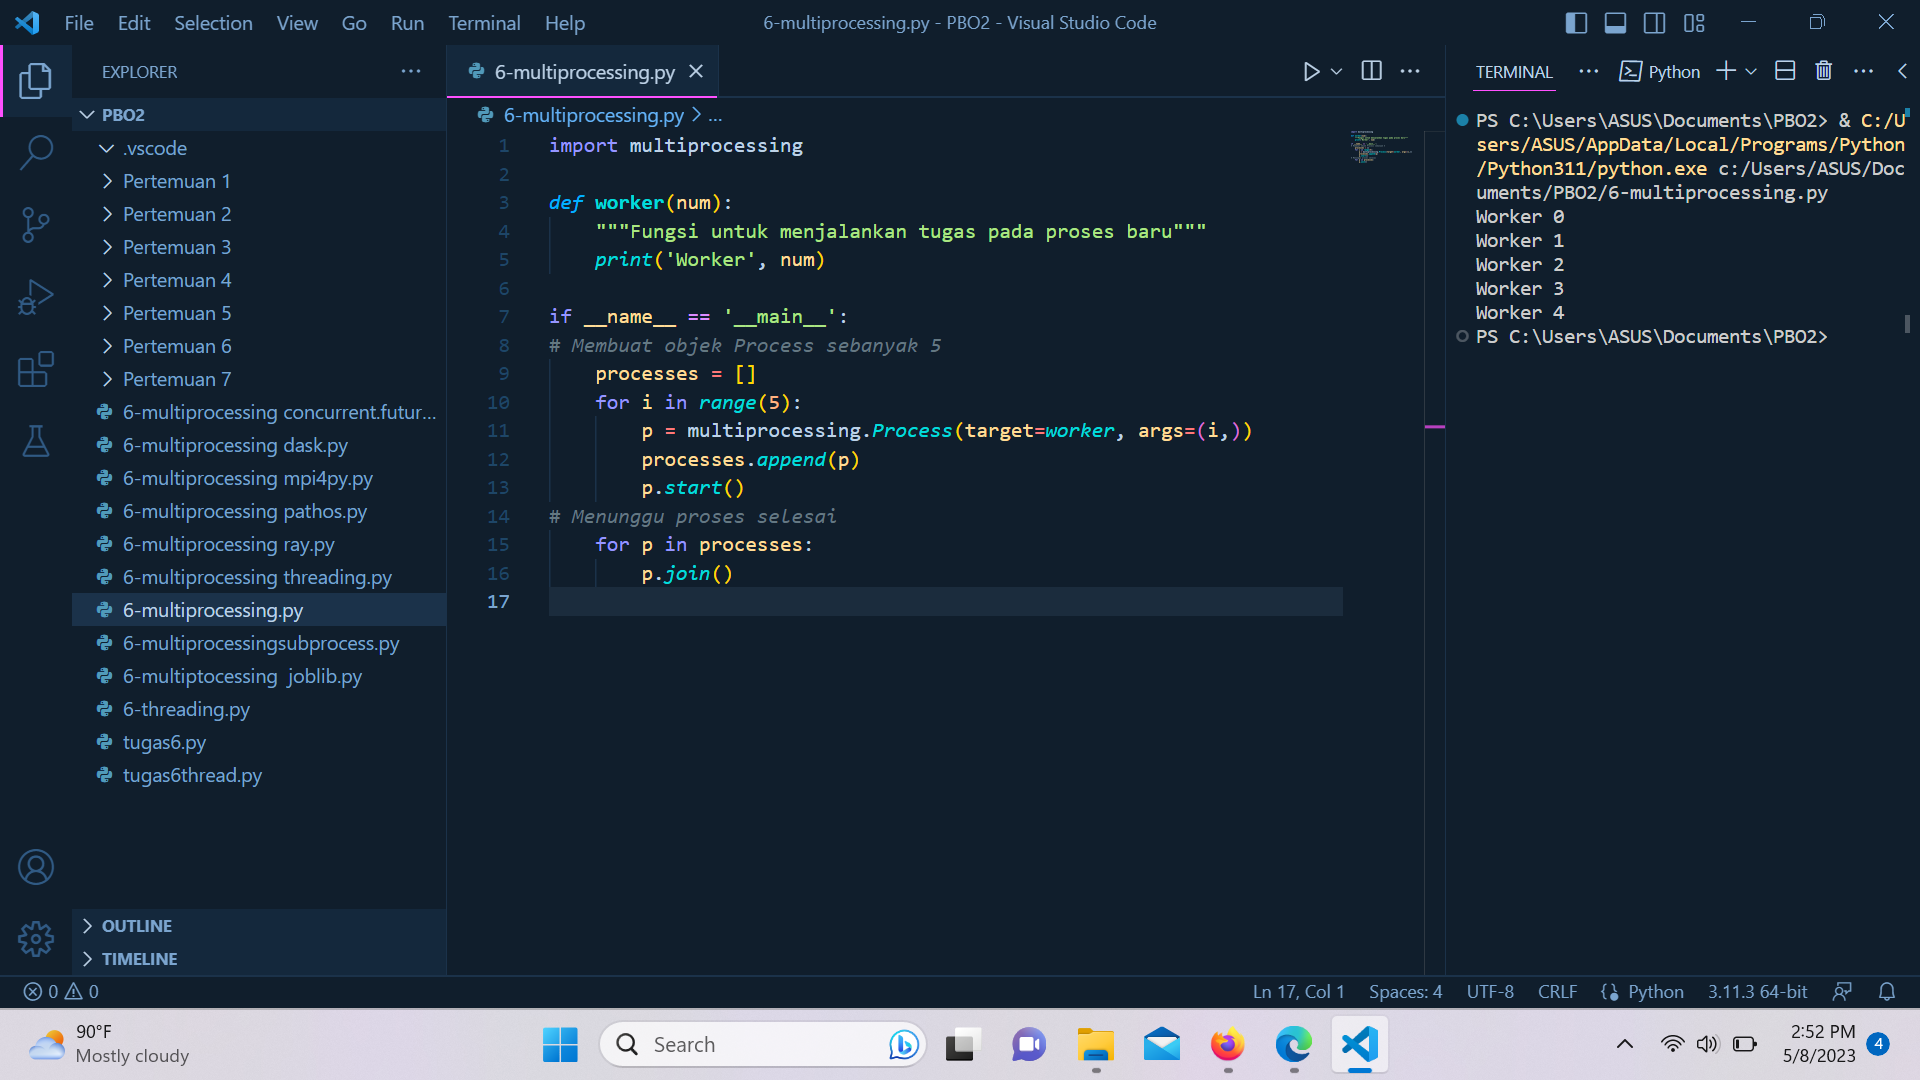 File Edit Selection View Go Run Terminal Help
6-multiprocessing.py - PBO2 - Visual Studio Code
EXPLORER
PBO2
.vscode
Pertemuan 1
Pertemuan 2
Pertemuan 3
Pertemuan 4
Pertemuan 5
Pertemuan 6
Pertemuan 7
6-multiprocessing concurrent.futur...
6-multiprocessing dask.py
6-multiprocessing mpi4py.py
6-multiprocessing pathos.py
6-multiprocessing ray.py
6-multiprocessing threading.py
6-multiprocessing.py
6-multiprocessingsubprocess.py
6-multiptocessing joblib.py
6-threading.py
tugas6.py
tugas6thread.py
OUTLINE
TIMELINE
6-multiprocessing.py
6-multiprocessing.py > ...
1 import multiprocessing
2
3 def worker(num):
4     """Fungsi untuk menjalankan tugas pada proses baru"""
5     print('Worker', num)
6
7 if __name__ == '__main__':
8 # Membuat objek Process sebanyak 5
9     processes = []
10     for i in range(5):
11         p = multiprocessing.Process(target=worker, args=(i,))
12         processes.append(p)
13         p.start()
14 # Menunggu proses selesai
15     for p in processes:
16         p.join()
17
TERMINAL
Python
PS C:\Users\ASUS\Documents\PBO2> & C:/U
sers/ASUS/AppData/Local/Programs/Python
/Python311/python.exe c:/Users/ASUS/Doc
uments/PBO2/6-multiprocessing.py
Worker 0
Worker 1
Worker 2
Worker 3
Worker 4
PS C:\Users\ASUS\Documents\PBO2>
0 0
Ln 17, Col 1 Spaces: 4 UTF-8 CRLF Python 3.11.3 64-bit
90°F
Mostly cloudy
Search
2:52 PM
5/8/2023
4